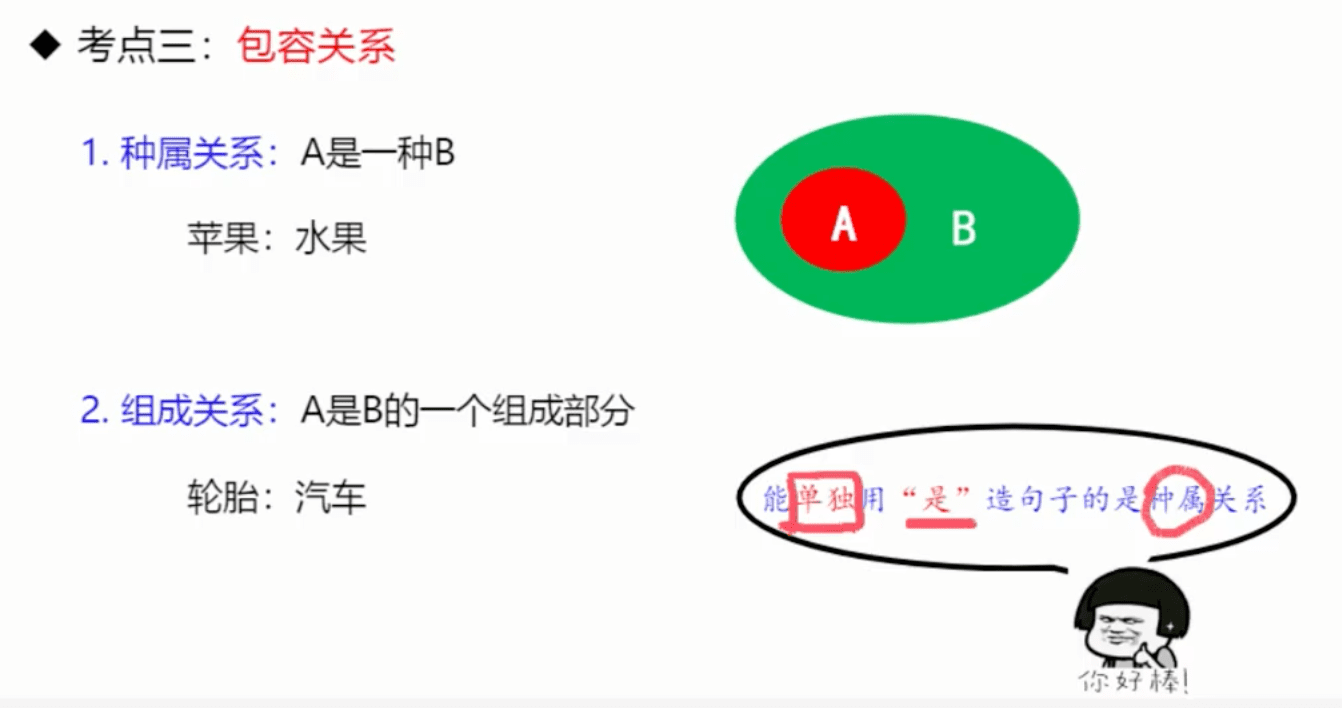 ◆ 考点三：包容关系
1. 种属关系：A是一种B
苹果：水果
A B
2. 组成关系：A是B的一个组成部分
轮胎：汽车
能单独用“是”造句子的是种属关系
你好棒!